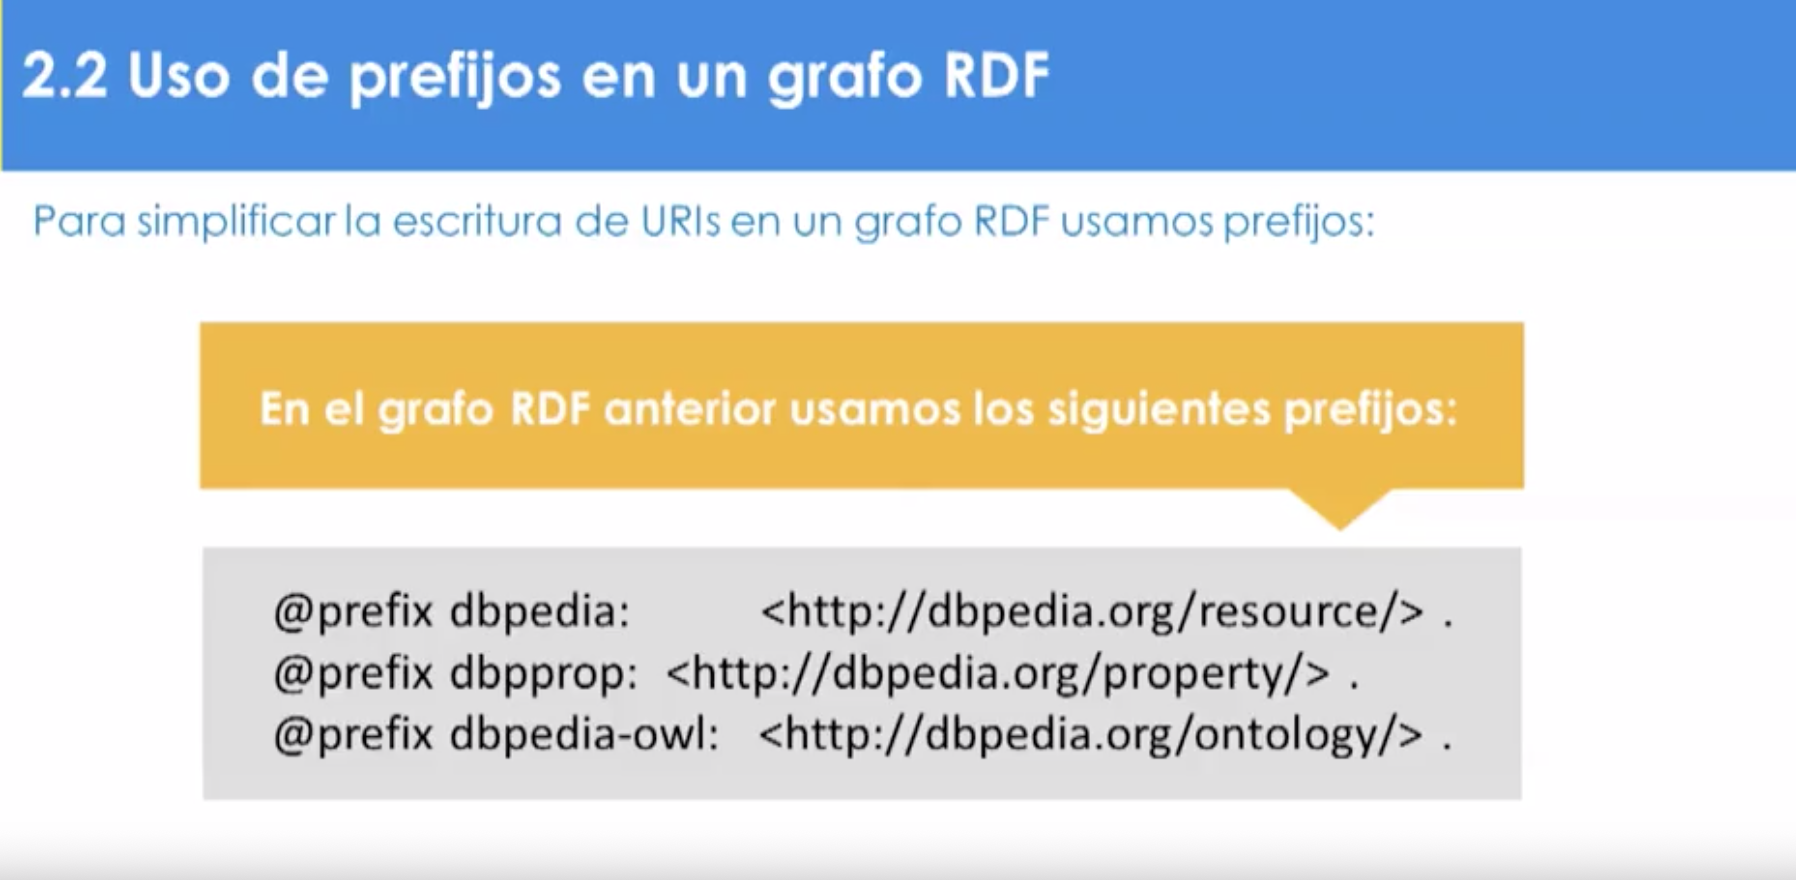 2.2 Uso de prefijos en un grafo RDF
Para simplificar la escritura de URIs en un grafo RDF usamos prefijos:
En el grafo RDF anterior usamos los siguientes prefijos:
@prefix dbpedia: <http://dbpedia.org/resource/> .
@prefix dbpprop: <http://dbpedia.org/property/> .
@prefix dbpedia-owl: <http://dbpedia.org/ontology/> .